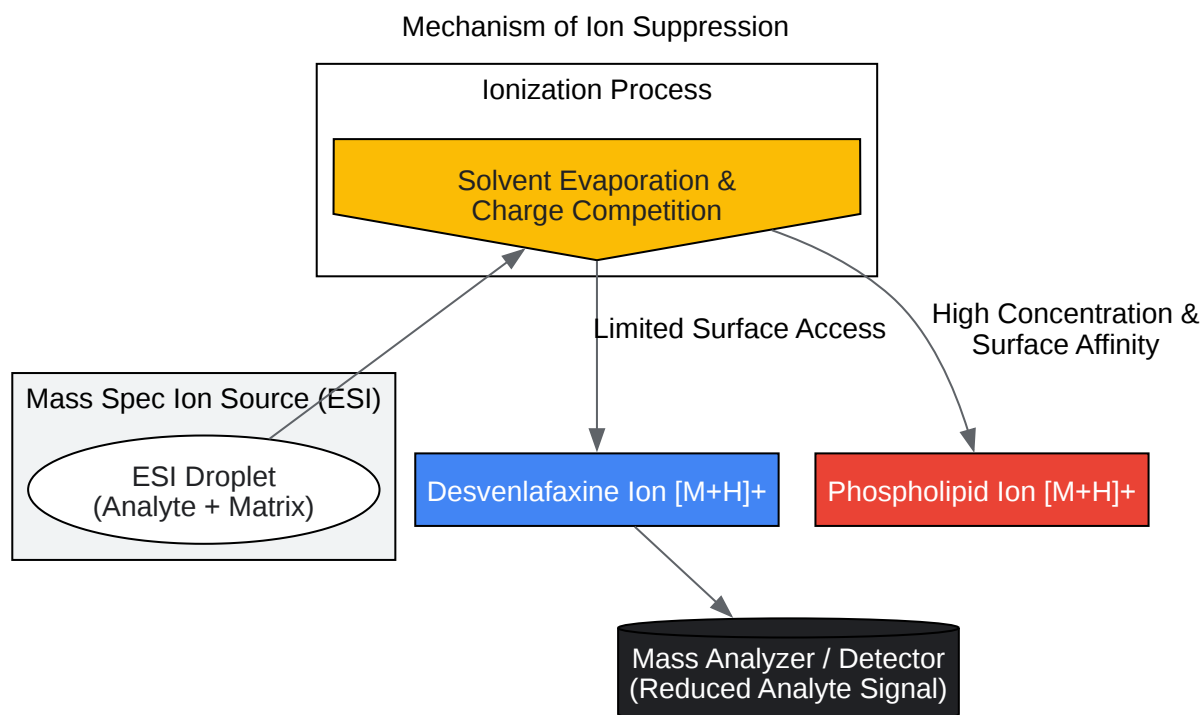 Mechanism of Ion Suppression
Ionization Process
Solvent Evaporation &
Charge Competition
Limited Surface Access
High Concentration &
Surface Affinity
Mass Spec Ion Source (ESI)
ESI Droplet
(Analyte + Matrix)
Desvenlafaxine Ion [M+H]+
Phospholipid Ion [M+H]+
Mass Analyzer / Detector
(Reduced Analyte Signal)